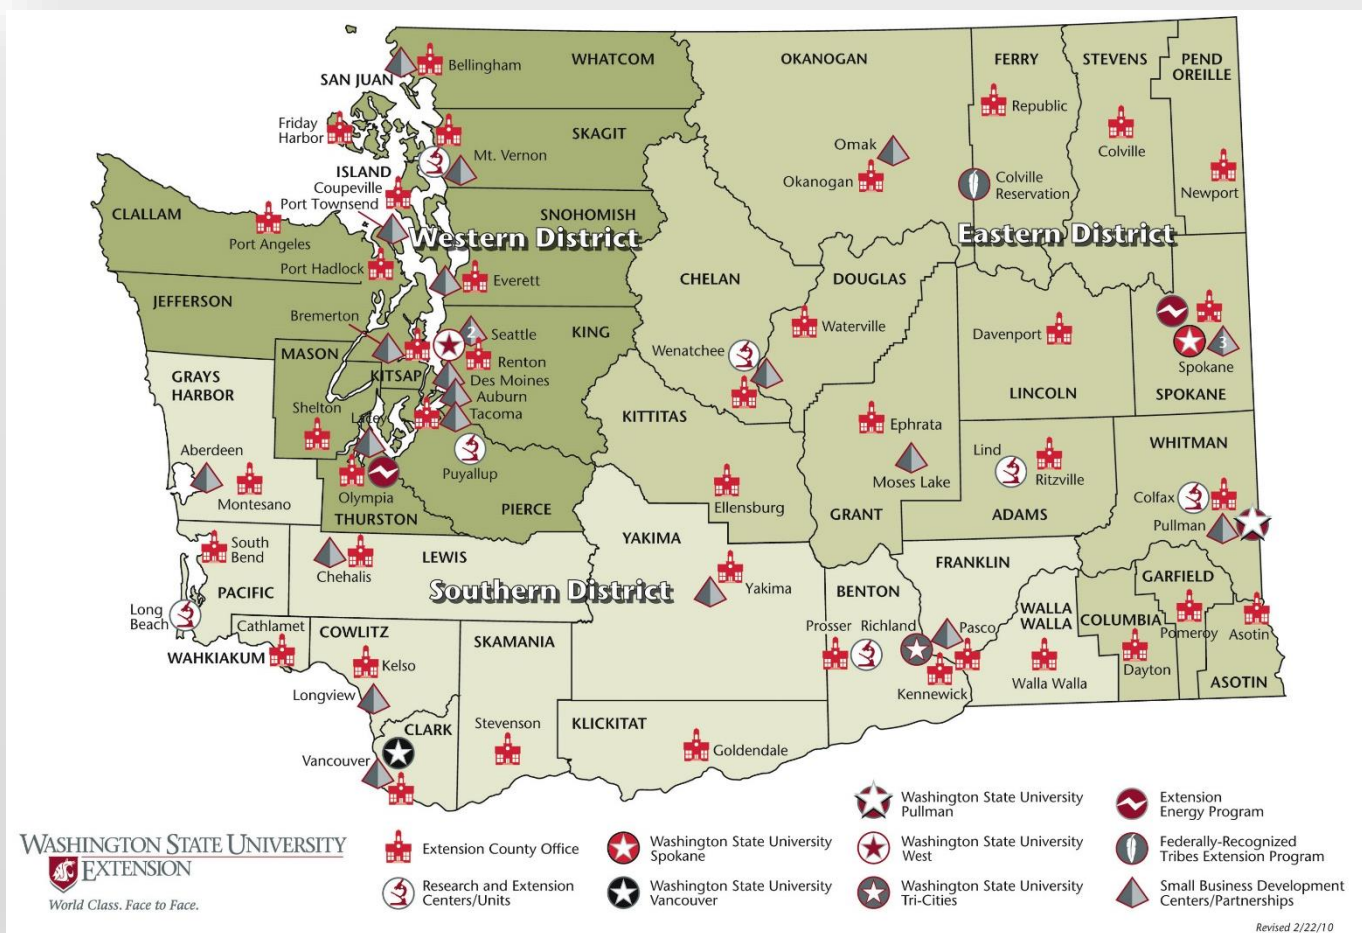 WHATCOM
OKANOGAN
FERRY
STEVENS
PEND
OREILLE
SAN JUAN
Bellingham
Republic
Friday
Harbor
SKAGIT
Mt. Vernon
Omak
Okanogan
Colville
Reservation
Colville
Newport
ISLAND
Coupeville
Port Townsend
CLALLAM
Port Angeles
SNOHOMISH
Western District
Eastern District
Port Hadlock
Everett
CHELAN
DOUGLAS
JEFFERSON
Bremerton
2
Seattle
KING
Waterville
Davenport
MASON
Renton
Wenatchee
3
Spokane
KITSAP
Des Moines
GRAYS
HARBOR
Auburn
LINCOLN
SPOKANE
Shelton
Lacey
Tacoma
KITTITAS
Ephrata
WHITMAN
Aberdeen
Puyallup
Moses Lake
Lind
Ritzville
Montesano
Olympia
Colfax
THURSTON
PIERCE
Ellensburg
GRANT
ADAMS
Pullman
South
Bend
Chehalis
LEWIS
YAKIMA
FRANKLIN
PACIFIC
Southern District
Yakima
BENTON
GARFIELD
Long
Beach
Cathlamet
COWLITZ
SKAMANIA
Prosser
Richland
Pasco
WALLA
WALLA
COLUMBIA
Pomeroy
Asotin
WAHKIAKUM
Kelso
Kennewick
Walla Walla
Dayton
ASOTIN
Longview
CLARK
Stevenson
KLICKITAT
Goldendale
Vancouver
WASHINGTON STATE UNIVERSITY
EXTENSION
World Class. Face to Face.
Extension County Office
Research and Extension
Centers/Units
Washington State University
Spokane
Washington State University
Vancouver
Washington State University
Pullman
Washington State University
West
Washington State University
Tri-Cities
Extension
Energy Program
Federally-Recognized
Tribes Extension Program
Small Business Development
Centers/Partnerships
Revised 2/22/10